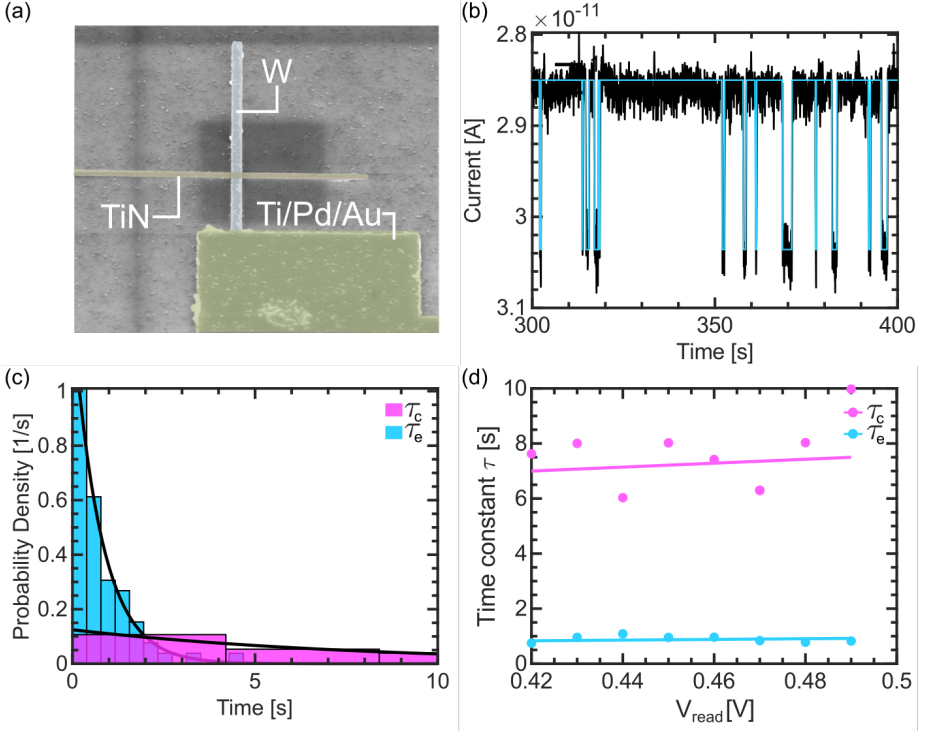 (a)
W
TiN
Ti/Pd/Au
(b)
×10⁻¹¹
2.8
2.9
3
3.1
Current [A]
300
350
400
Time [s]
(c)
1
0.8
0.6
0.4
0.2
0
Probability Density [1/s]
τc
τe
0
5
10
Time [s]
(d)
10
8
6
4
2
0
Time constant τ [s]
τc
τe
0.42
0.44
0.46
0.48
0.5
Vread [V]